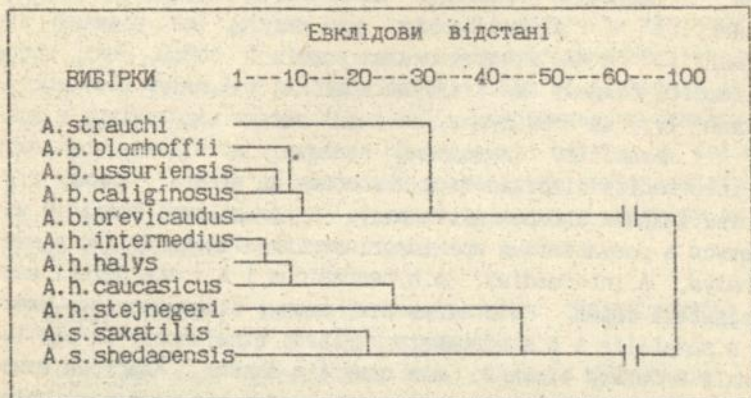 Евклідови відстані
ВИБІРКИ 1---10---20---30---40---50---60---100
A.strauchi
A.b.blomhoffii
A.b.ussuriensis
A.b.caliginosus
A.b.brevicaudus
A.h.intermedius
A.h.halys
A.h.caucasicus
A.h.stejnegeri
A.s.saxatilis
A.s.shedaoensis